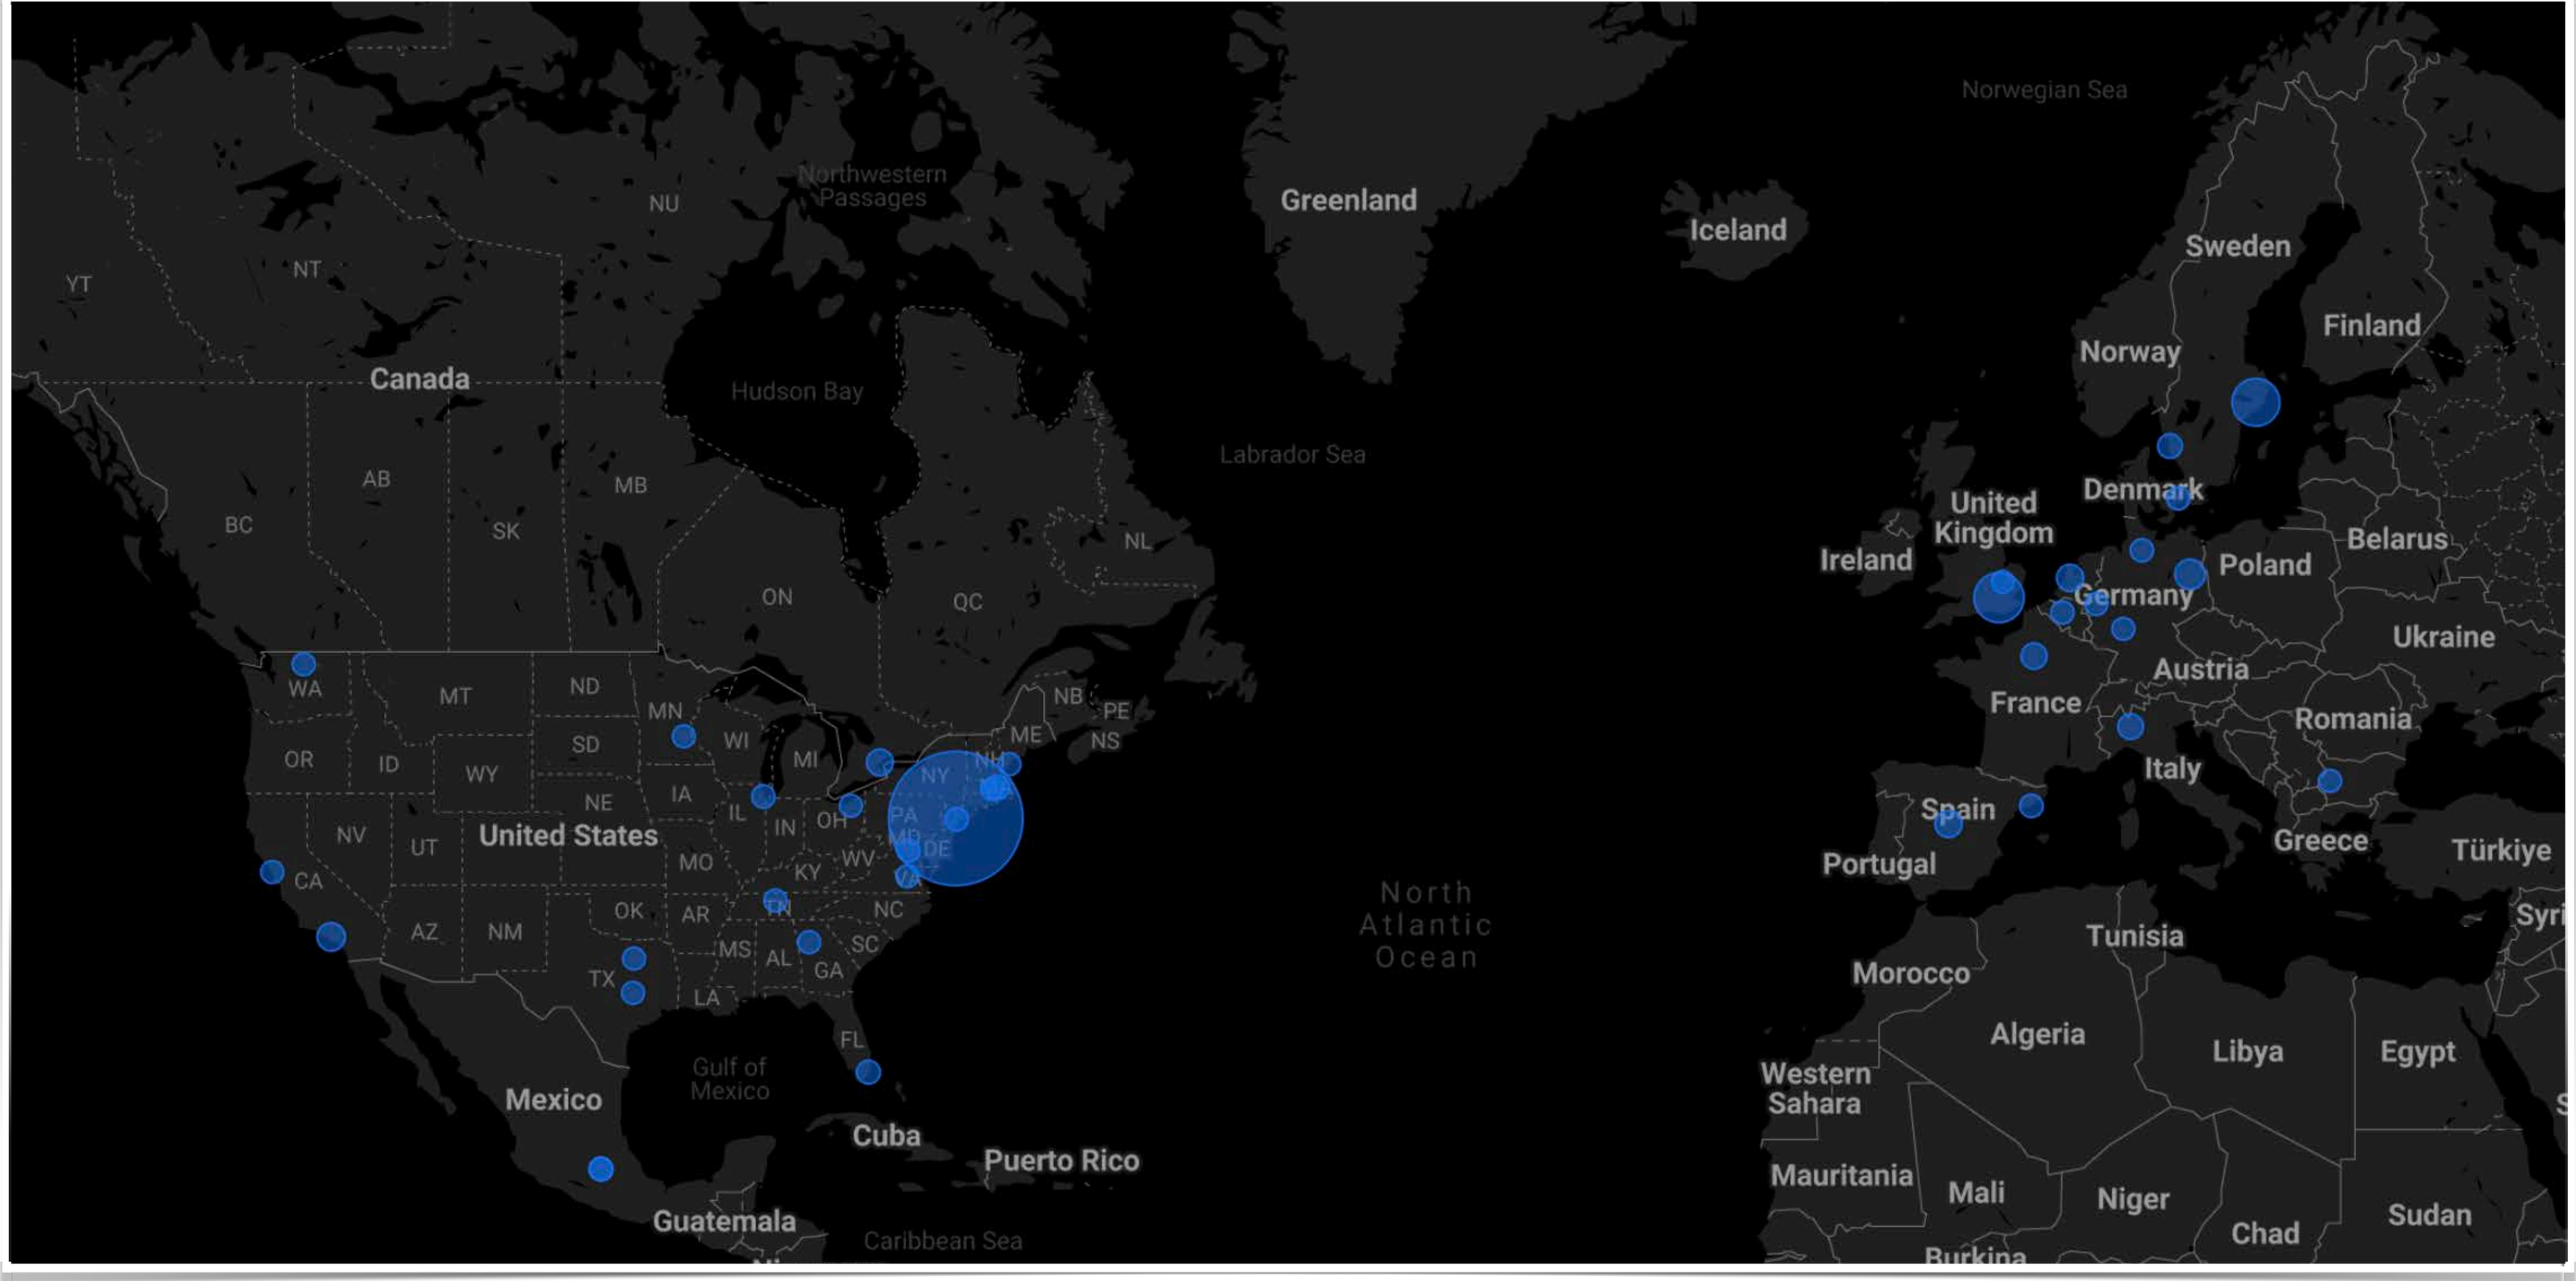 Norwegian Sea
Northwestern
Passages
NU
Greenland
Iceland
Sweden
NT
YT
Finland
Norway
Canada
Hudson Bay
Labrador Sea
AB
MB
Denmark
United
Kingdom
BC
SK
NL
Belarus
Ireland
Poland
ON
QC
Germany
Ukraine
WA
MT
ND
MN
NB
PE
Austria
France
Romania
OR
ID
WY
SD
WI
MI
NY
NH
ME
NS
Italy
NE
IA
IL
IN
OH
PA
Spain
NV
UT
United States
MO
KY
WV
MD
DE
VA
Greece
Türkiye
Portugal
CA
AZ
NM
OK
AR
TN
NC
North
Atlantic
Ocean
Syri
Tunisia
MS
AL
SC
GA
TX
LA
Morocco
Algeria
Libya
Egypt
FL
Gulf of
Mexico
Mexico
Western
Sahara
S
Cuba
Puerto Rico
Mauritania
Mali
Niger
Chad
Sudan
Guatemala
Caribbean Sea
Burkina